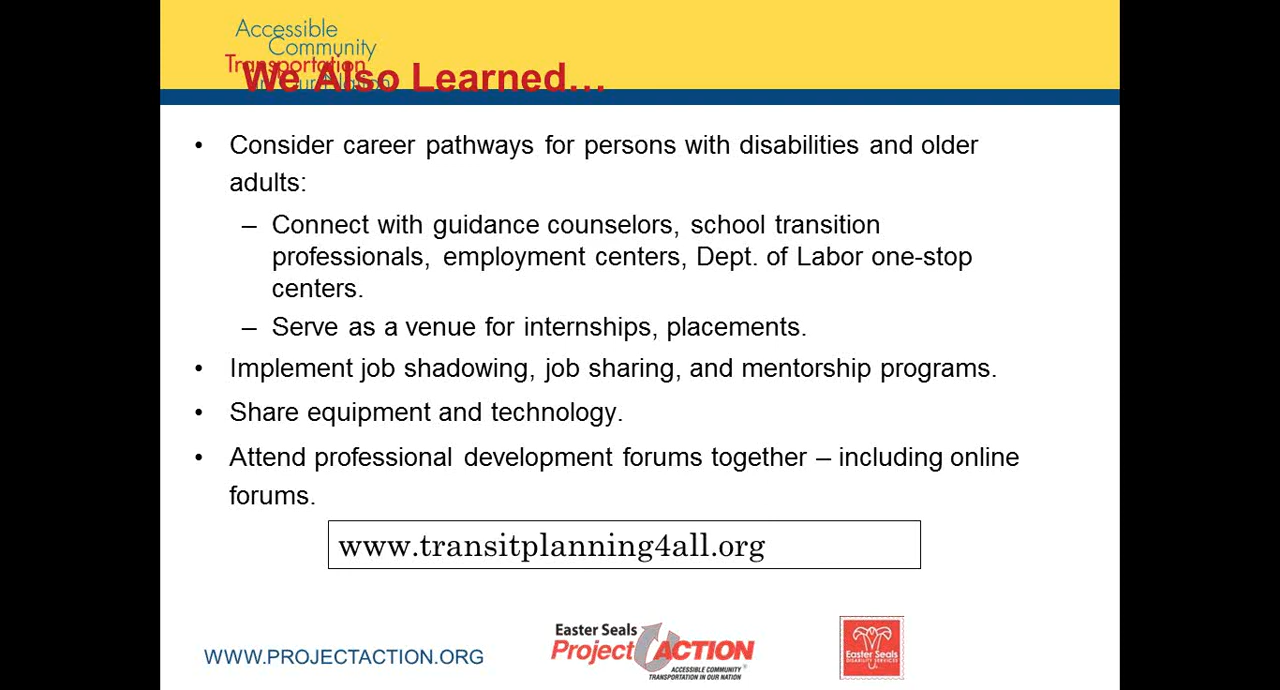 Accessible
Community
Transportation
in our Nation
We Also Learned…
• Consider career pathways for persons with disabilities and older
adults:
– Connect with guidance counselors, school transition
professionals, employment centers, Dept. of Labor one-stop
centers.
– Serve as a venue for internships, placements.
• Implement job shadowing, job sharing, and mentorship programs.
• Share equipment and technology.
• Attend professional development forums together – including online
forums.
www.transitplanning4all.org
WWW.PROJECTACTION.ORG
Easter Seals
Project ACTION
ACCESSIBLE COMMUNITY
TRANSPORTATION IN OUR NATION
Easter Seals
DISABILITY SERVICES